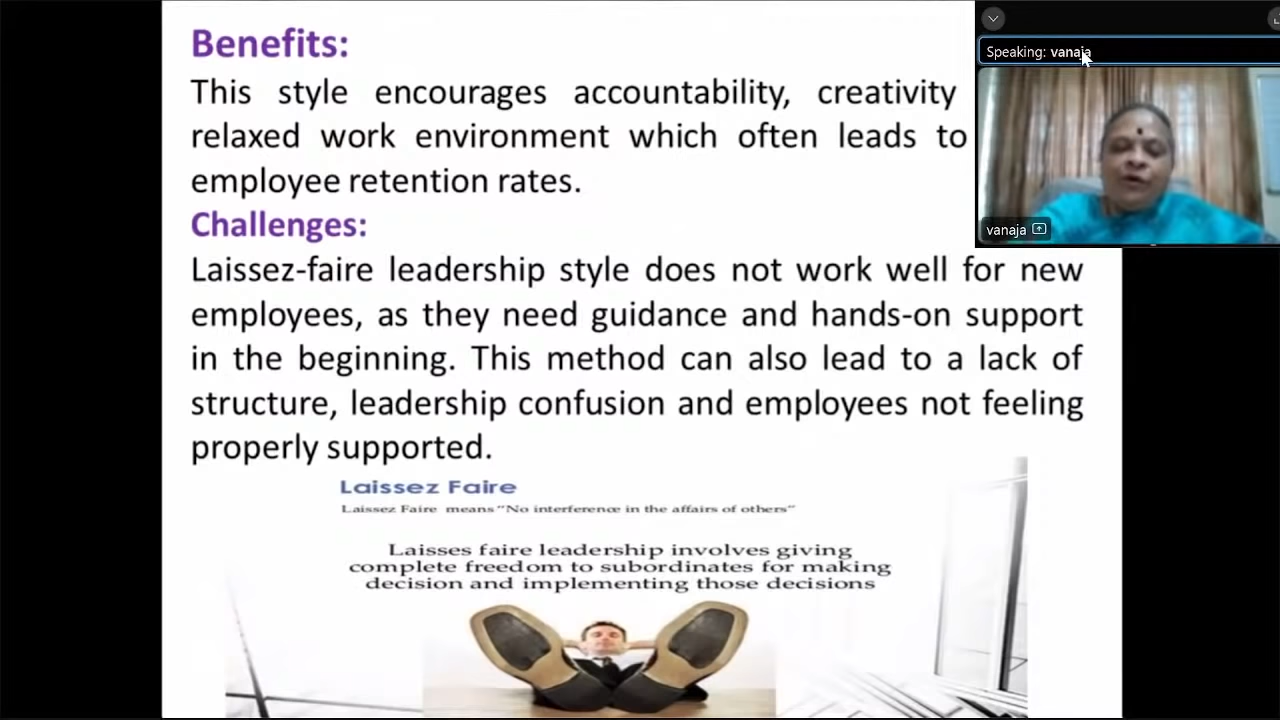 Benefits:
This style encourages accountability, creativity
relaxed work environment which often leads to
employee retention rates.
Challenges:
Laissez-faire leadership style does not work well for new
employees, as they need guidance and hands-on support
in the beginning. This method can also lead to a lack of
structure, leadership confusion and employees not feeling
properly supported.
Laissez Faire
Laissez Faire means "No interference in the affairs of others"
Laisses faire leadership involves giving
complete freedom to subordinates for making
decision and implementing those decisions
Speaking: vanaja
vanaja